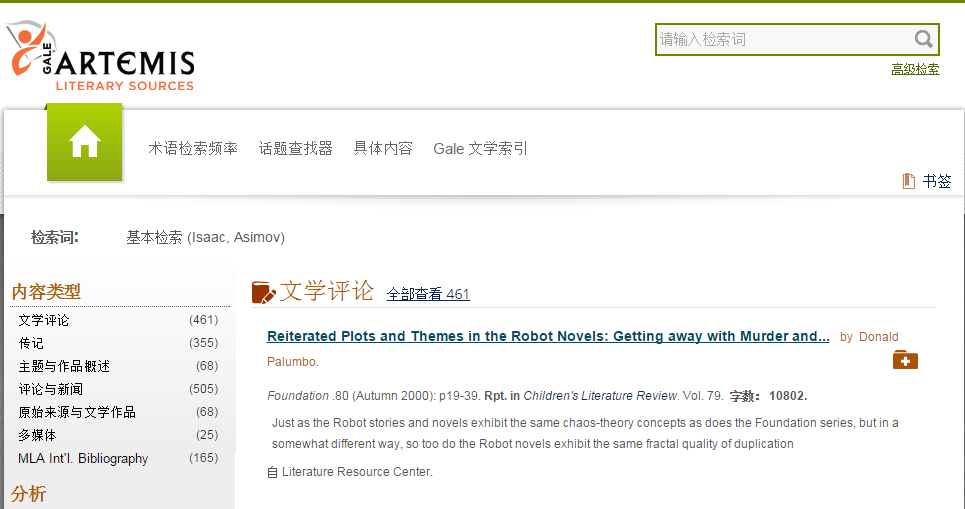 GALE ARTEMIS
LITERARY SOURCES
请输入检索词
高级检索
术语检索频率 话题查找器 具体内容 Gale 文学索引
书签
检索词: 基本检索 (Isaac, Asimov)
内容类型
文学评论 (461)
传记 (355)
主题与作品概述 (68)
评论与新闻 (505)
原始来源与文学作品 (68)
多媒体 (25)
MLA Int'l. Bibliography (165)
分析
文学评论 全部查看 461
Reiterated Plots and Themes in the Robot Novels: Getting away with Murder and... by Donald
Palumbo.
Foundation .80 (Autumn 2000): p19-39. Rpt. in Children's Literature Review. Vol. 79. 字数: 10802.
Just as the Robot stories and novels exhibit the same chaos-theory concepts as does the Foundation series, but in a
somewhat different way, so too do the Robot novels exhibit the same fractal quality of duplication
自 Literature Resource Center.